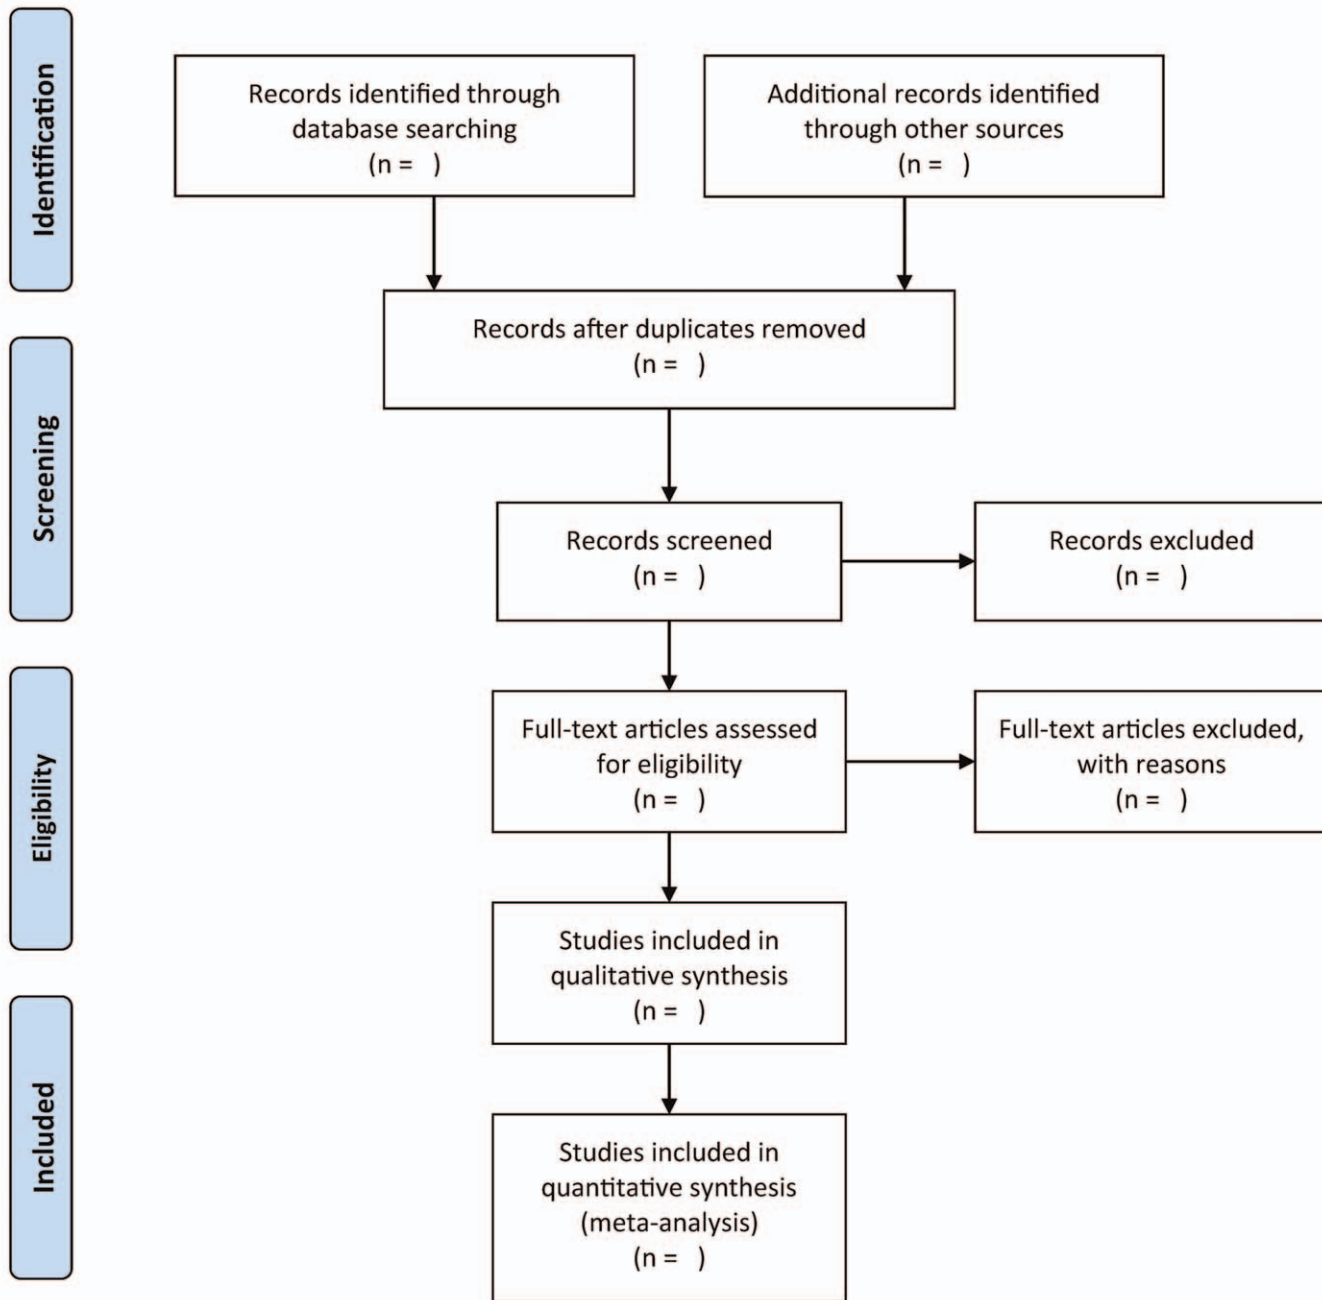 Identification
Records identified through
database searching
(n =   )
Additional records identified
through other sources
(n =   )
Records after duplicates removed
(n =   )
Screening
Records screened
(n =   )
Records excluded
(n =   )
Eligibility
Full-text articles assessed
for eligibility
(n =   )
Full-text articles excluded,
with reasons
(n =   )
Studies included in
qualitative synthesis
(n =   )
Included
Studies included in
quantitative synthesis
(meta-analysis)
(n =   )